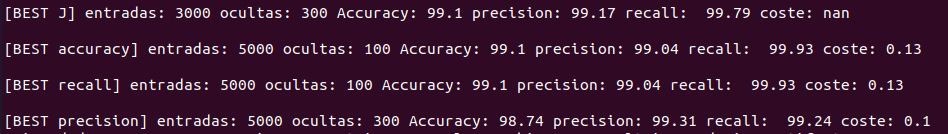 [BEST J] entradas: 3000 ocultas: 300 Accuracy: 99.1 precision: 99.17 recall:  99.79 coste: nan
[BEST accuracy] entradas: 5000 ocultas: 100 Accuracy: 99.1 precision: 99.04 recall:  99.93 coste: 0.13
[BEST recall] entradas: 5000 ocultas: 100 Accuracy: 99.1 precision: 99.04 recall:  99.93 coste: 0.13
[BEST precision] entradas: 5000 ocultas: 300 Accuracy: 98.74 precision: 99.31 recall:  99.24 coste: 0.1